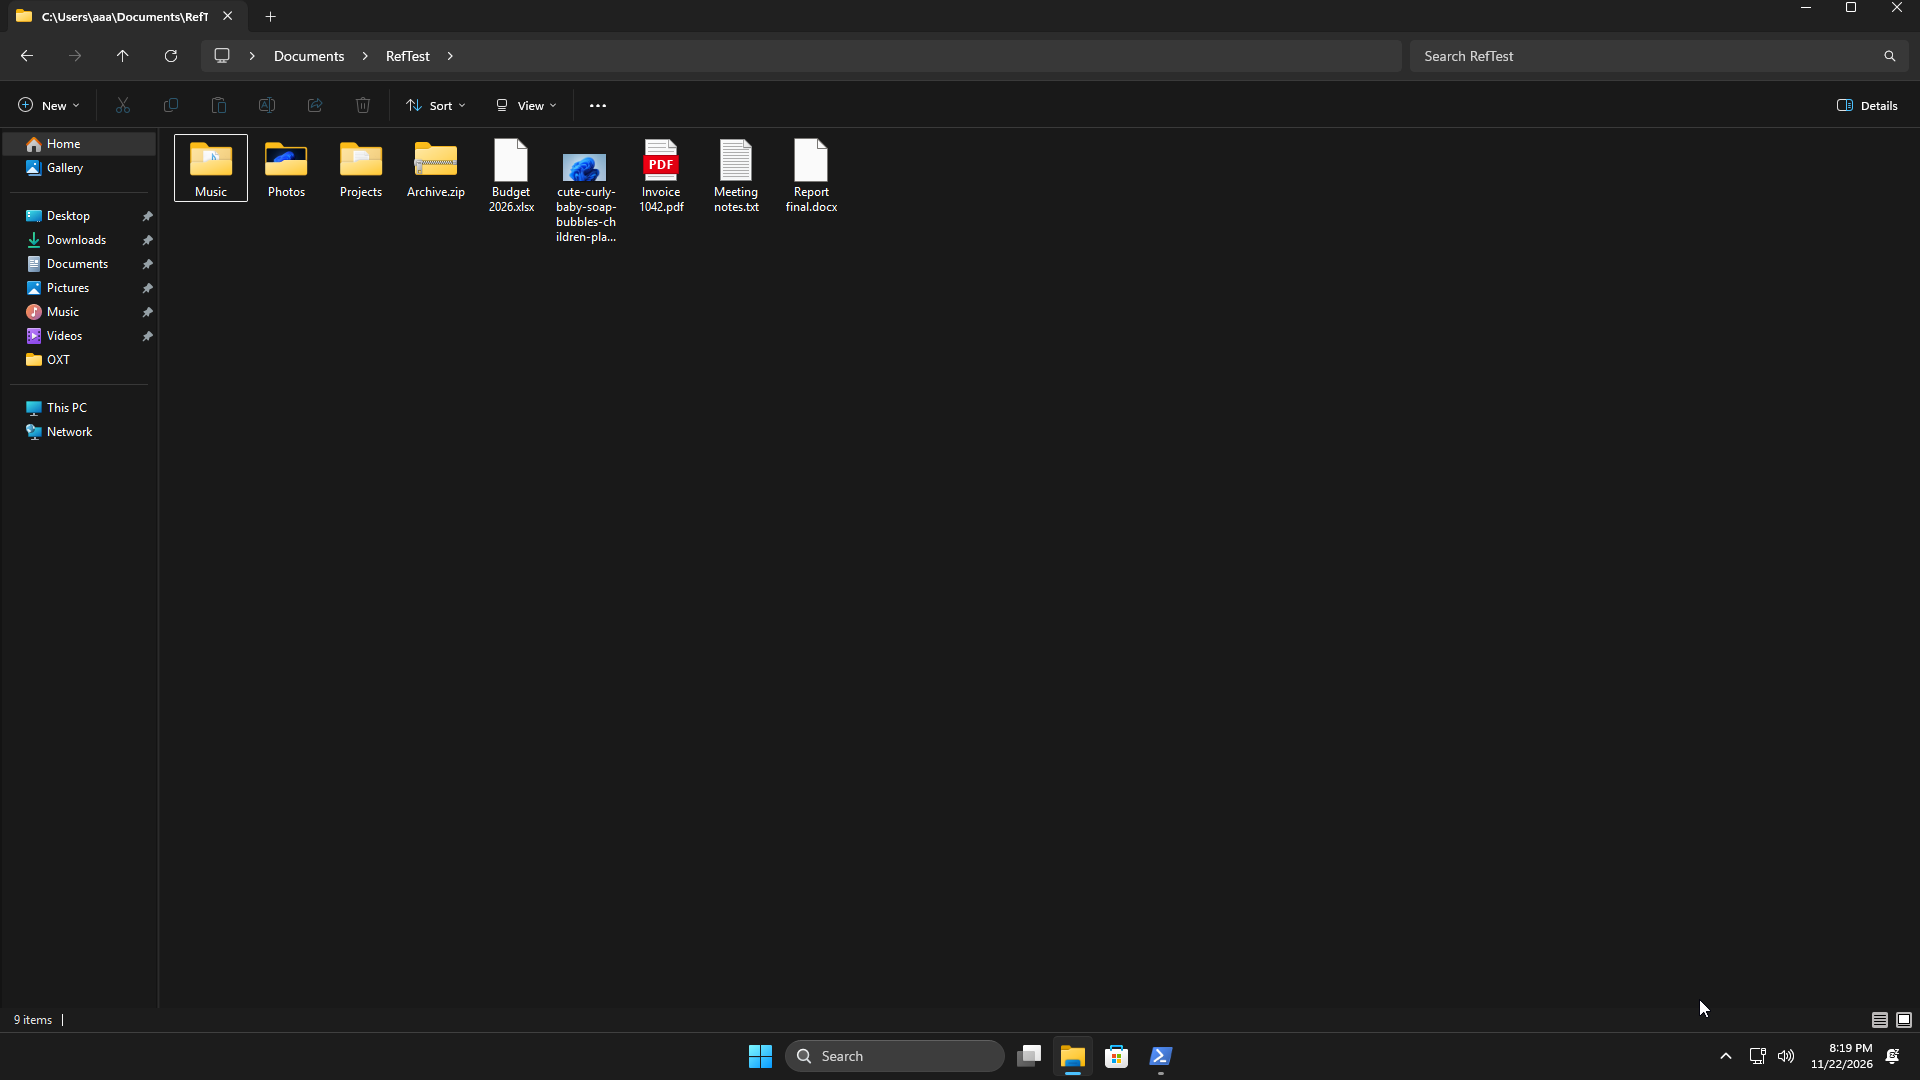 C:\Users\aaa\Documents\RefT
Documents
RefTest
Search RefTest
New
Sort
View
Details
Home
Gallery
Desktop
Downloads
Documents
Pictures
Music
Videos
OXT
This PC
Network
Music
Photos
Projects
Archive.zip
Budget
2026.xlsx
cute-curly-
baby-soap-
bubbles-ch
ildren-pla...
PDF
Invoice
1042.pdf
Meeting
notes.txt
Report
final.docx
9 items
Search
8:19 PM
11/22/2026